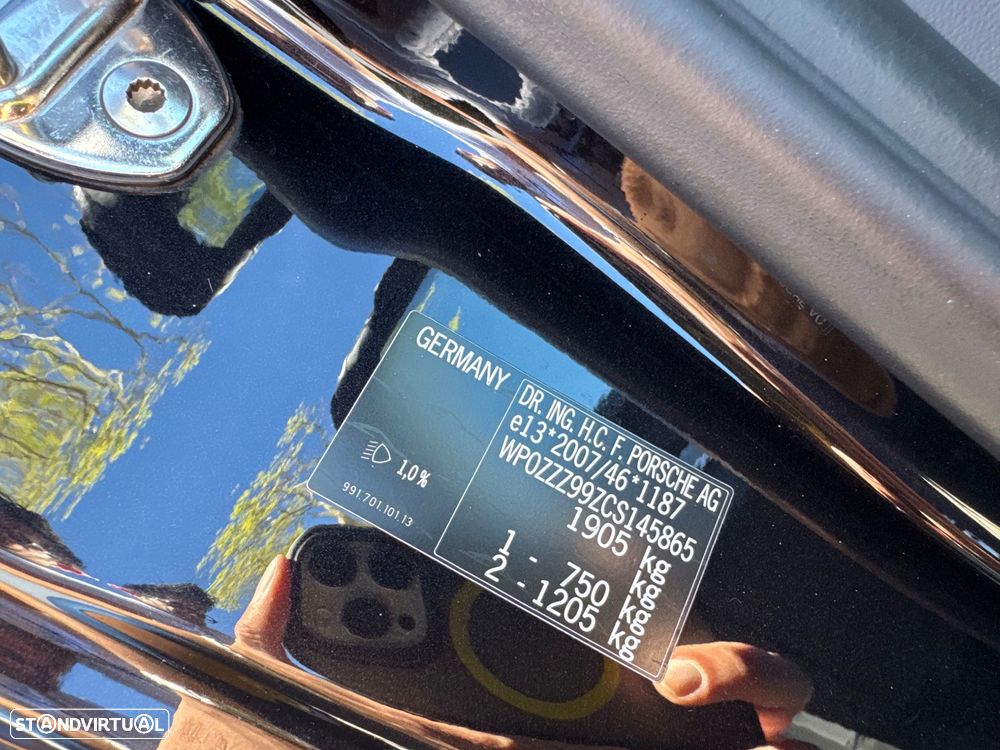 GERMANY
1,0%
991.701.101.13
DR. ING. H.C. F. PORSCHE AG
e13*2007/46*1187
WP0ZZZ99ZCS145865
1905 kg
kg
1 - 750 kg
2 - 1205 kg
STANDVIRTUAL